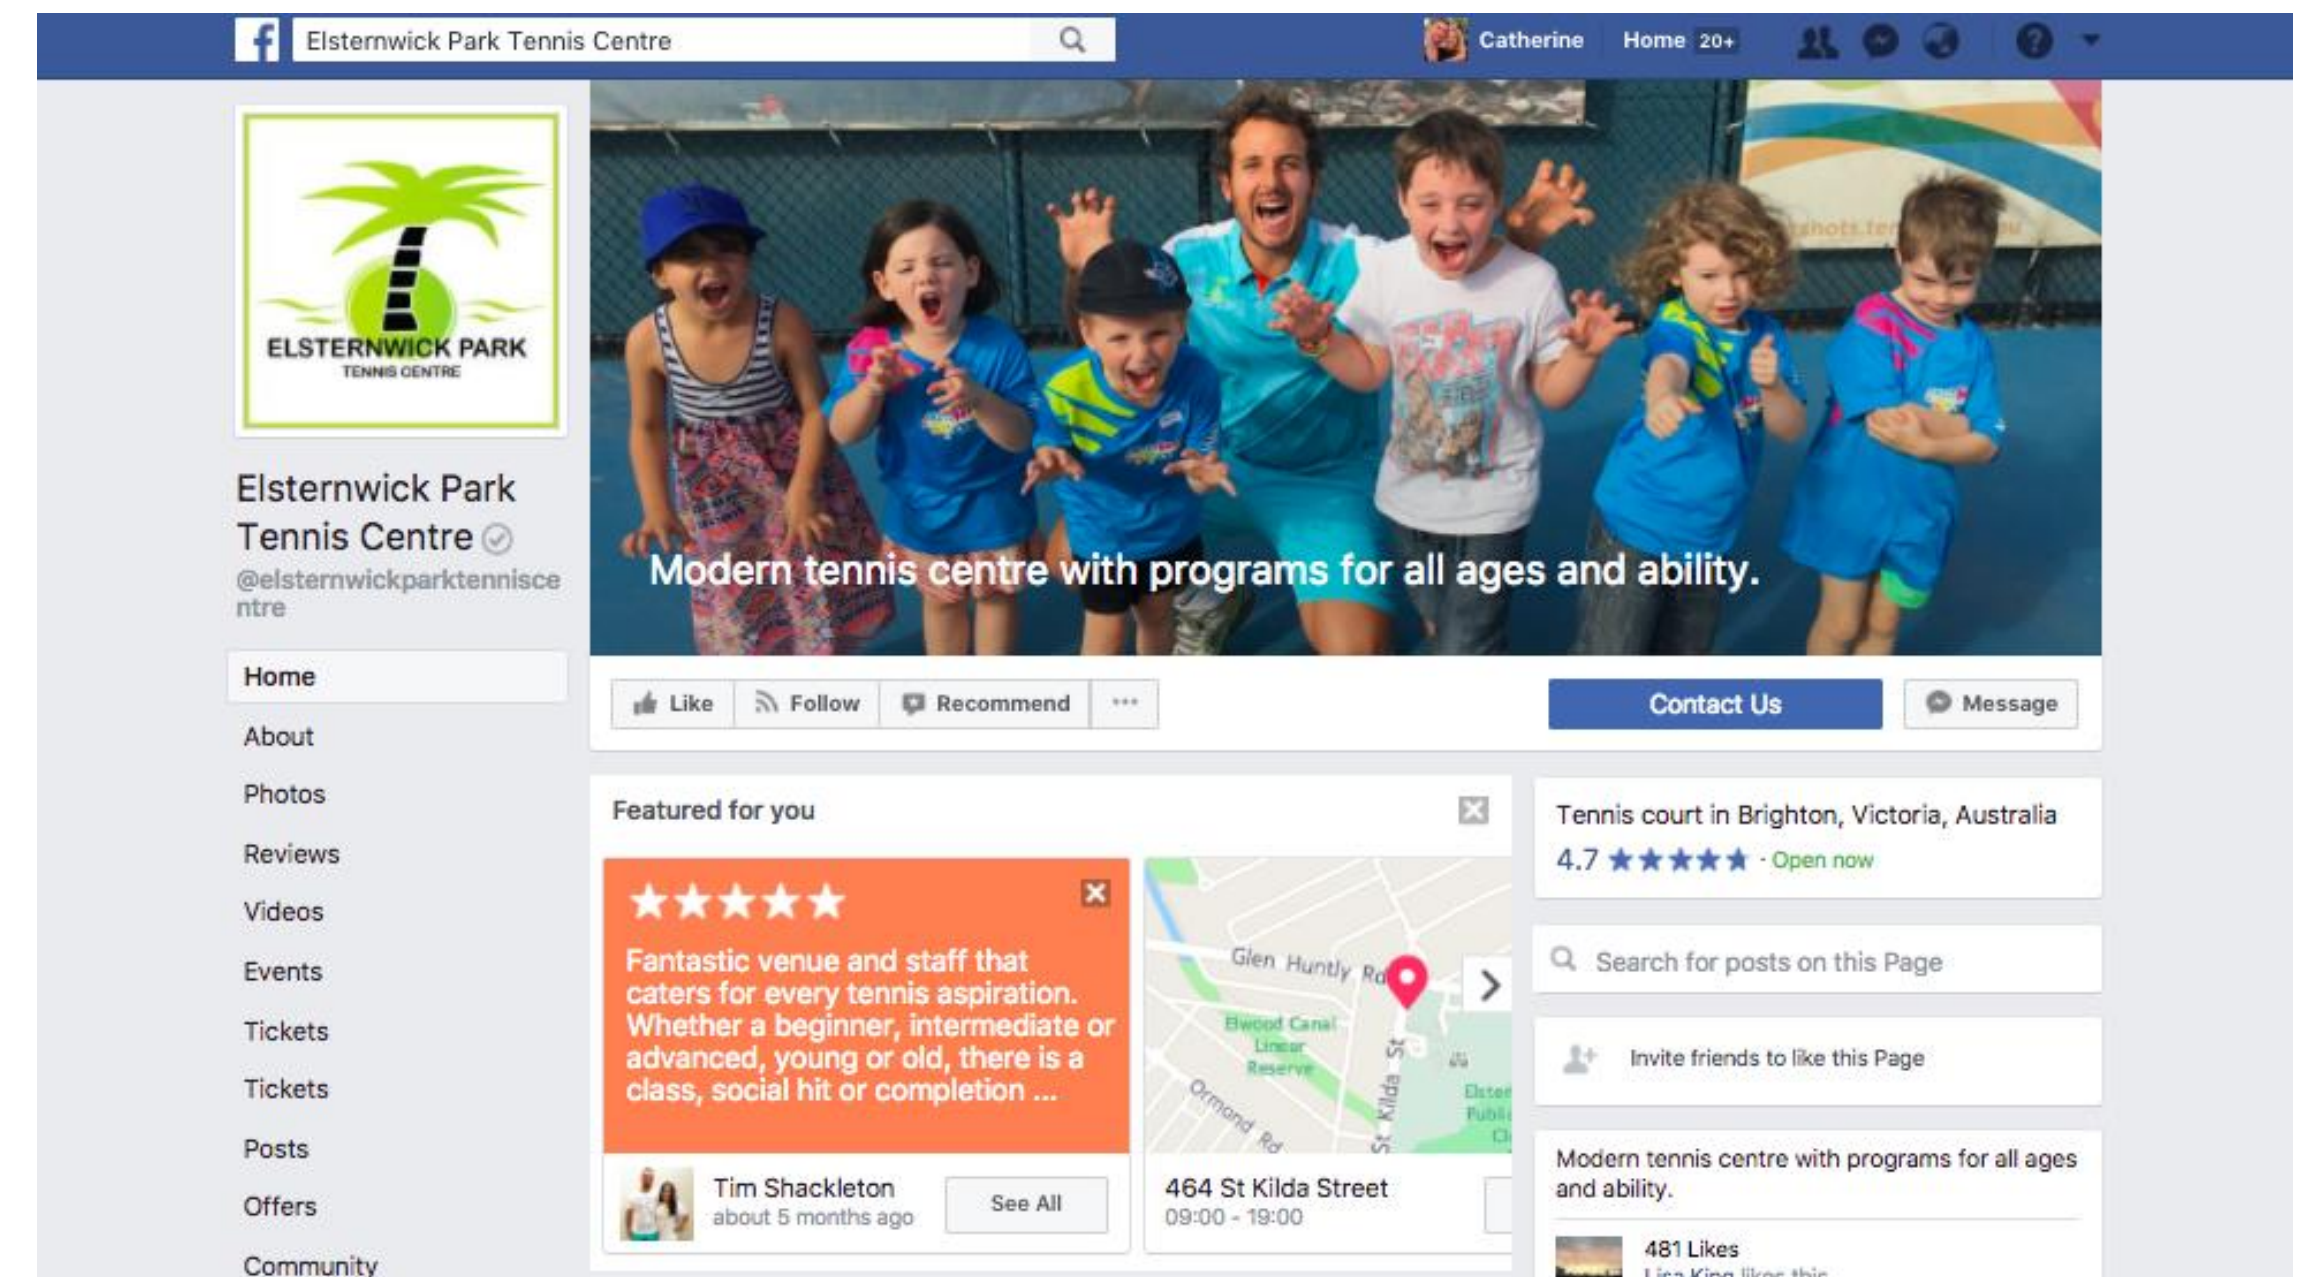 Elsternwick Park Tennis Centre
Catherine
Home 20+
ELSTERNWICK PARK
TENNIS CENTRE
Elsternwick Park
Tennis Centre
@elsternwickparktennisce
ntre
Home
About
Photos
Reviews
Videos
Events
Tickets
Tickets
Posts
Offers
Community
Modern tennis centre with programs for all ages and ability.
Like
Follow
Recommend
Contact Us
Message
Featured for you
Fantastic venue and staff that
caters for every tennis aspiration.
Whether a beginner, intermediate or
advanced, young or old, there is a
class, social hit or completion ...
Tim Shackleton
about 5 months ago
See All
Glen Huntly Rd
Elwood Canal
Linear
Reserve
Ormond Rd
St Kilda St
464 St Kilda Street
09:00 - 19:00
Tennis court in Brighton, Victoria, Australia
4.7 · Open now
Search for posts on this Page
Invite friends to like this Page
Modern tennis centre with programs for all ages
and ability.
481 Likes
Lisa King likes this